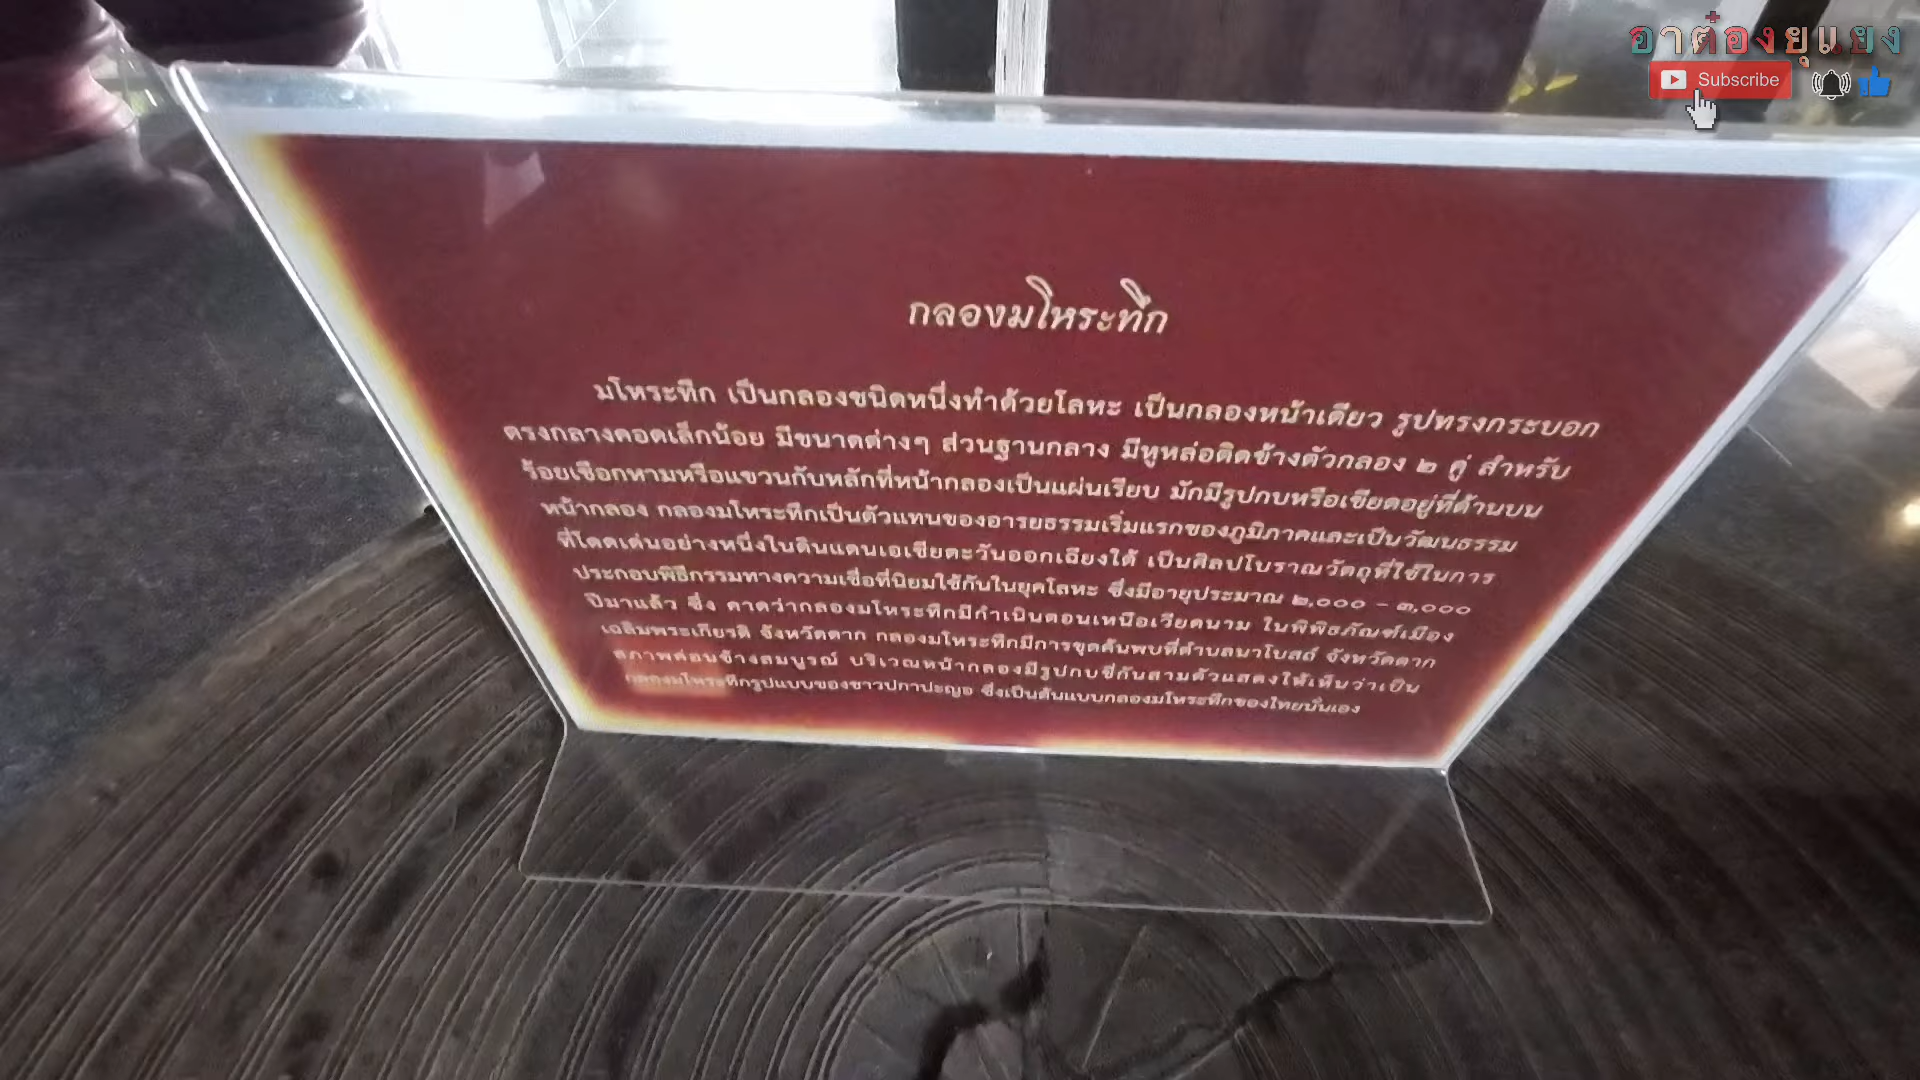 อาต๋องยุแยง
Subscribe
กลองมโหระทึก
มโหระทึก เป็นกลองชนิดหนึ่งทำด้วยโลหะ เป็นกลองหน้าเดียว รูปทรงกระบอก
ตรงกลางคอดเล็กน้อย มีขนาดต่างๆ ส่วนฐานกลวง มีหูหล่อติดข้างตัวกลอง ๒ คู่ สำหรับ
ร้อยเชือกหามหรือแขวนกับหลักที่หน้ากลองเป็นแผ่นเรียบ มักมีรูปกบหรือเขียดอยู่ที่ด้านบน
หน้ากลอง กลองมโหระทึกเป็นตัวแทนของอารยธรรมเริ่มแรกของภูมิภาคและเป็นวัฒนธรรม
ที่โดดเด่นอย่างหนึ่งในดินแดนเอเชียตะวันออกเฉียงใต้ เป็นศิลปโบราณวัตถุที่ใช้ในการ
ประกอบพิธีกรรมทางความเชื่อที่นิยมใช้กันในยุคโลหะ ซึ่งมีอายุประมาณ ๒,๐๐๐ - ๓,๐๐๐
ปีมาแล้ว ซึ่ง คาดว่ากลองมโหระทึกมีกำเนินตอนเหนือเวียดนาม ในพิพิธภัณฑ์เมือง
เฉลิมพระเกียรติ จังหวัดตาก กลองมโหระทึกมีการขุดค้นพบที่ตำบลนาโบสถ์ จังหวัดตาก
สภาพค่อนข้างสมบูรณ์ บริเวณหน้ากลองมีรูปกบขี่กันสามตัวแสดงให้เห็นว่าเป็น
กลองมโหระทึกรูปแบบของชาวปกาปะญอ ซึ่งเป็นต้นแบบกลองมโหระทึกของไทยนั่นเอง